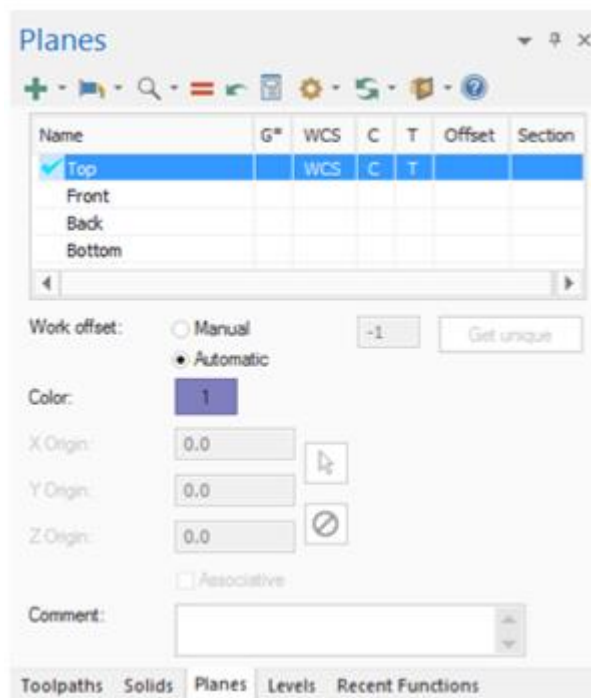 Planes
Name G* WCS C T Offset Section
Top WCS C T
Front
Back
Bottom
Work offset: Manual -1 Get unique
Automatic
Color: 1
X Origin: 0.0
Y Origin: 0.0
Z Origin: 0.0
Associative
Comment:
Toolpaths Solids Planes Levels Recent Functions